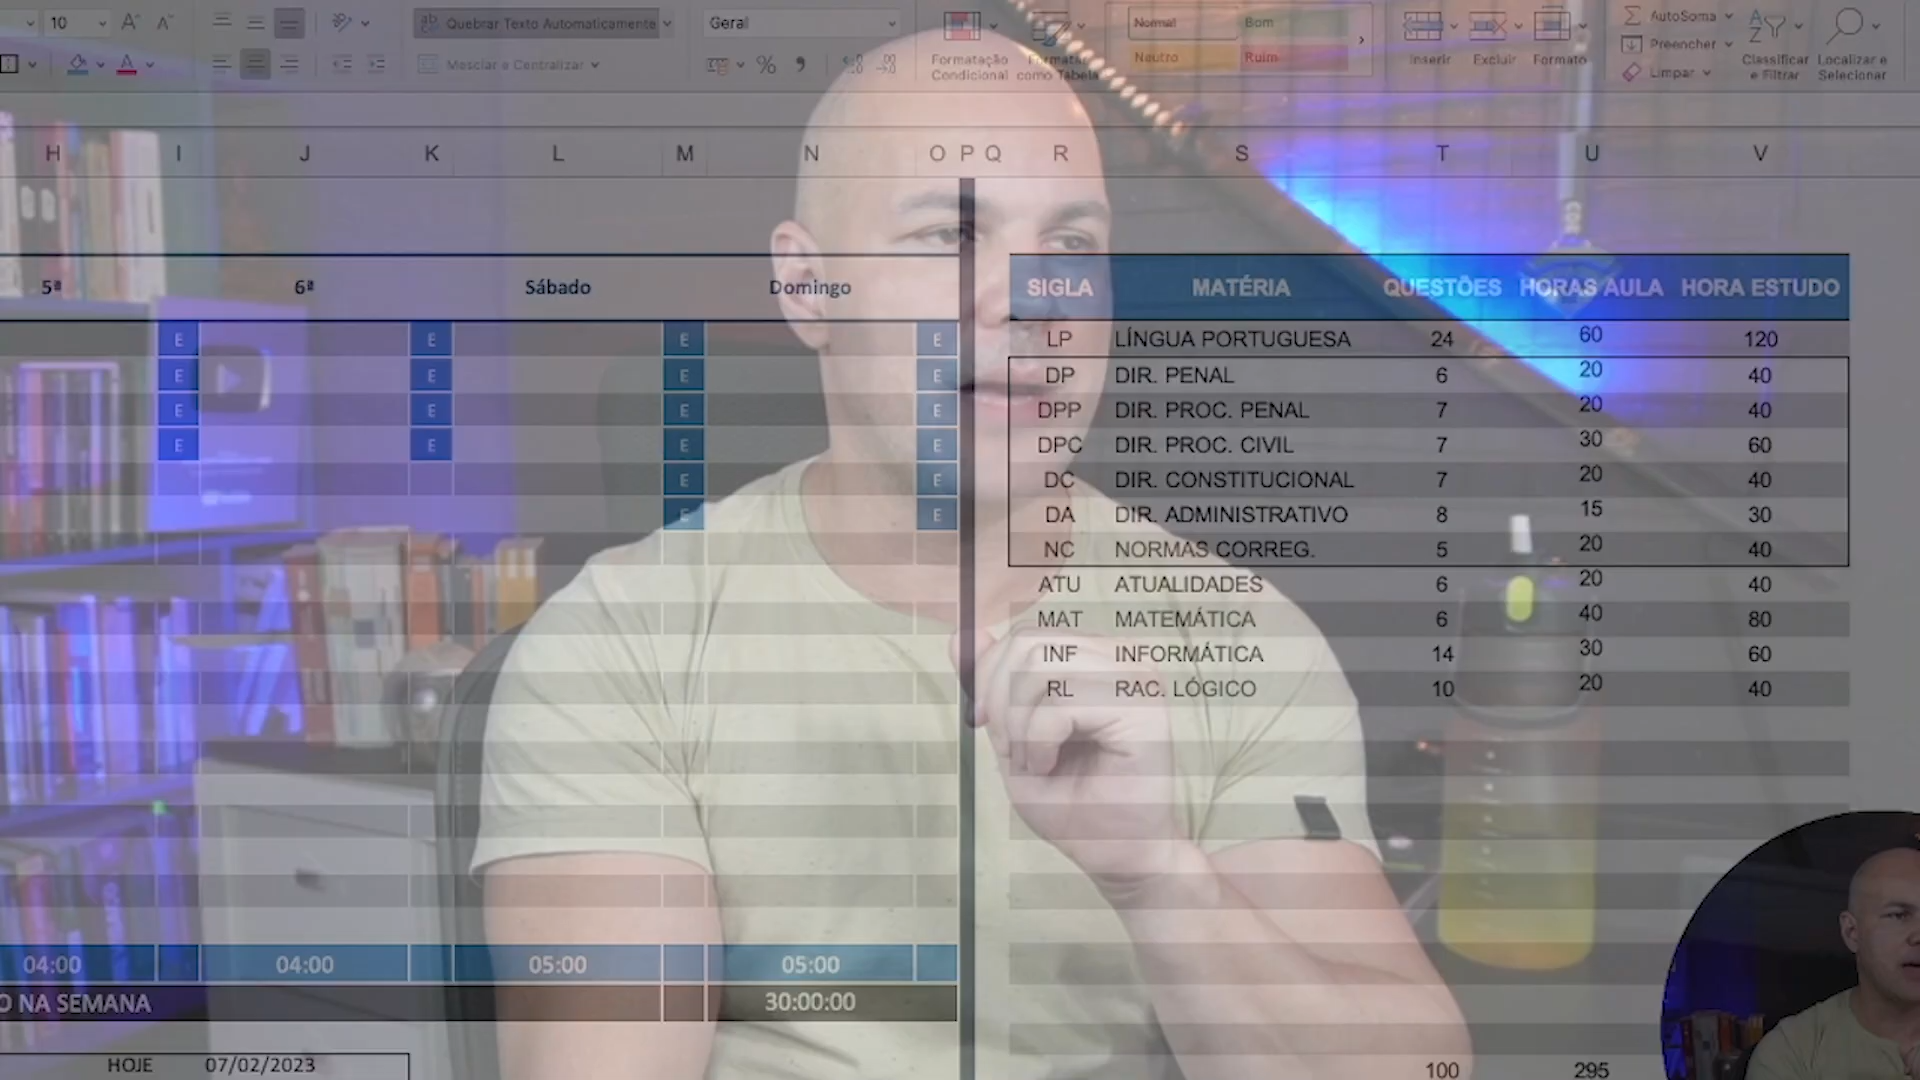 10 Quebrar Texto Automaticamente Geral Normal Bom AutoSoma
Formatação Condicional Formatar como Tabela Neutro Ruim Inserir Excluir Formato Preencher Classificar e Filtrar Localizar e Selecionar
Mesclar e Centralizar % Limpar
H I J K L M N O P Q R S T U V
5ª 6ª Sábado Domingo
SIGLA MATÉRIA QUESTÕES HORAS AULA HORA ESTUDO
E E E E LP LÍNGUA PORTUGUESA 24 60 120
E E E E DP DIR. PENAL 6 20 40
E E E E DPP DIR. PROC. PENAL 7 20 40
E E E E DPC DIR. PROC. CIVIL 7 30 60
E E DC DIR. CONSTITUCIONAL 7 20 40
E E DA DIR. ADMINISTRATIVO 8 15 30
NC NORMAS CORREG. 5 20 40
ATU ATUALIDADES 6 20 40
MAT MATEMÁTICA 6 40 80
INF INFORMÁTICA 14 30 60
RL RAC. LÓGICO 10 20 40
04:00 04:00 05:00 05:00
O NA SEMANA 30:00:00
HOJE 07/02/2023
100 295